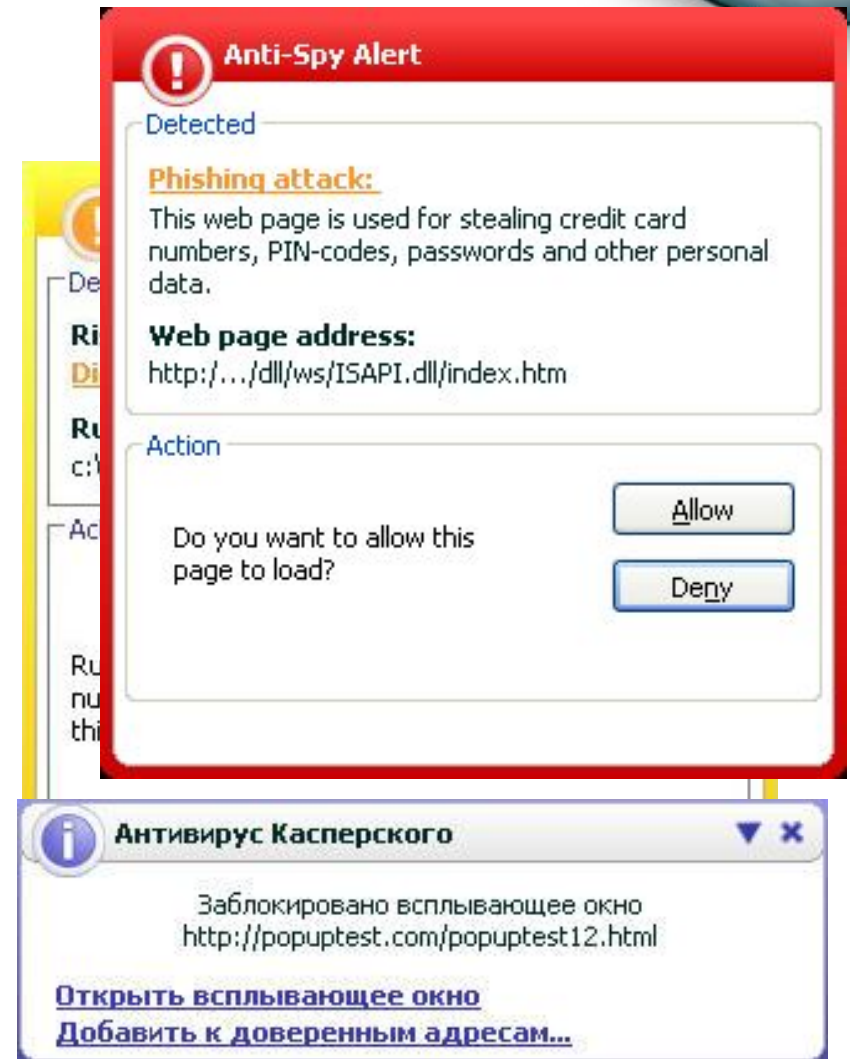 Anti-Spy Alert
Detected
Phishing attack:
This web page is used for stealing credit card
numbers, PIN-codes, passwords and other personal
data.
Web page address:
http:/.../dll/ws/ISAPI.dll/index.htm
Action
Do you want to allow this
page to load?
Allow
Deny
Антивирус Касперского
Заблокировано всплывающее окно
http://popuptest.com/popuptest12.html
Открыть всплывающее окно
Добавить к доверенным адресам...